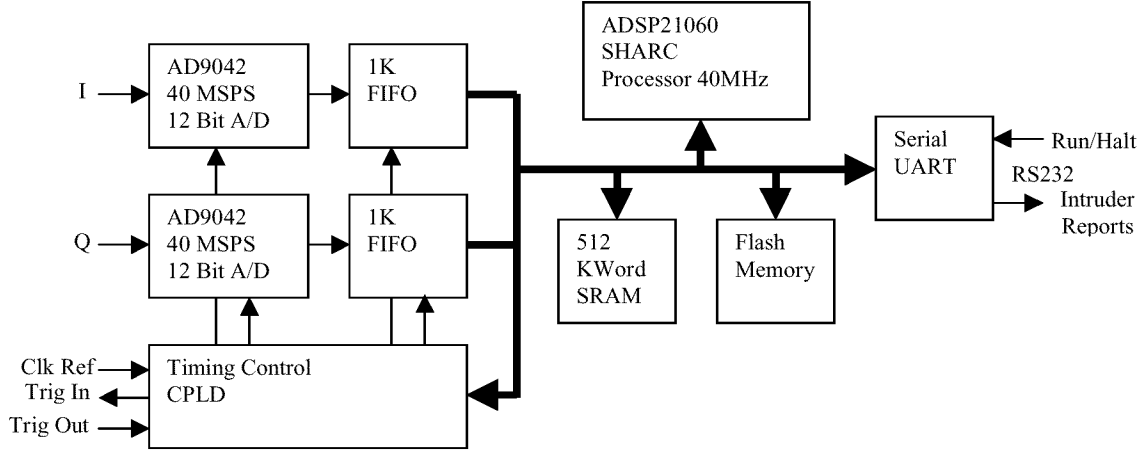 I
AD9042
40 MSPS
12 Bit A/D
1K
FIFO
ADSP21060
SHARC
Processor 40MHz
Serial
UART
Run/Halt
RS232
Intruder
Reports
Q
AD9042
40 MSPS
12 Bit A/D
1K
FIFO
512
KWord
SRAM
Flash
Memory
Clk Ref
Trig In
Trig Out
Timing Control
CPLD